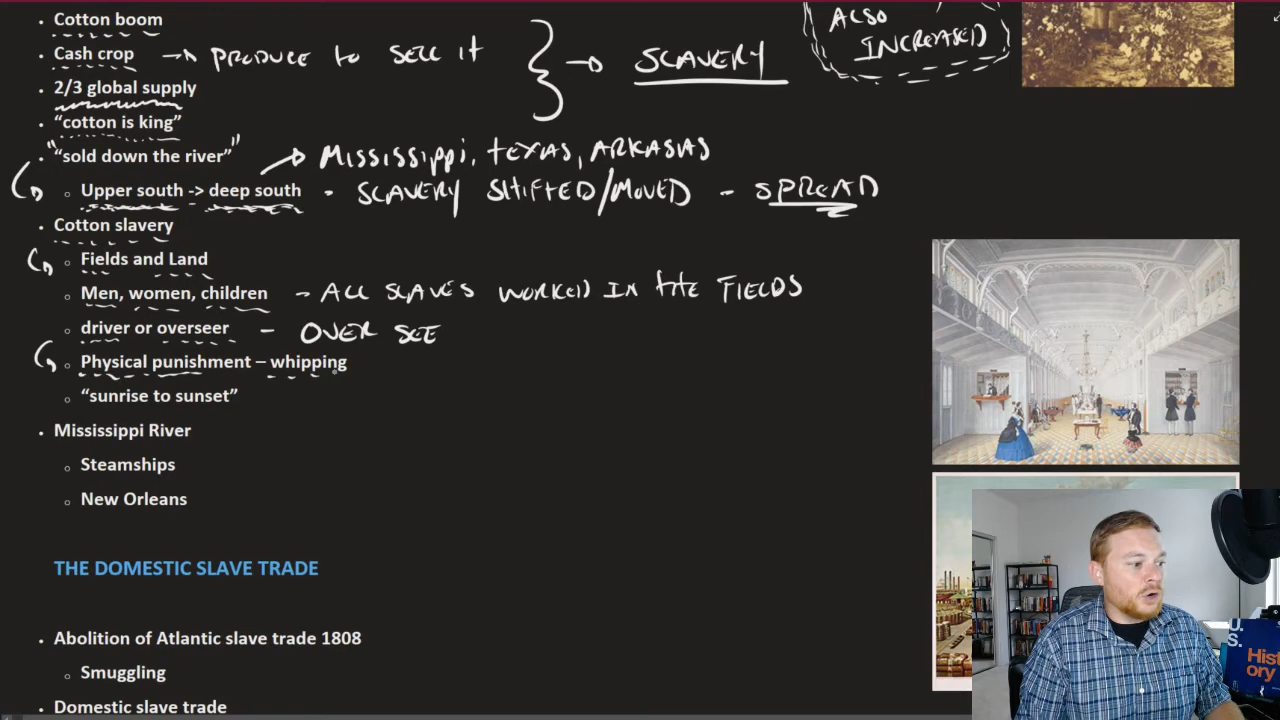 Cotton boom
ALSO
INCREASED
Cash crop → PRODUCE to SELL It
→ SLAVERY
2/3 global supply
“cotton is king”
"“sold down the river”" → MISSISSIPPI, TEXAS, ARKASAS
Upper south -> deep south - SLAVERY SHIFTED/MOVED - SPREAD
Cotton slavery
Fields and Land
Men, women, children - ALL SLAVES WORKED IN tHE FIELDS
driver or overseer - OVER SEE
Physical punishment – whipping
“sunrise to sunset”
Mississippi River
Steamships
New Orleans
THE DOMESTIC SLAVE TRADE
Abolition of Atlantic slave trade 1808
Smuggling
Domestic slave trade
U.
S.
Hist
ory